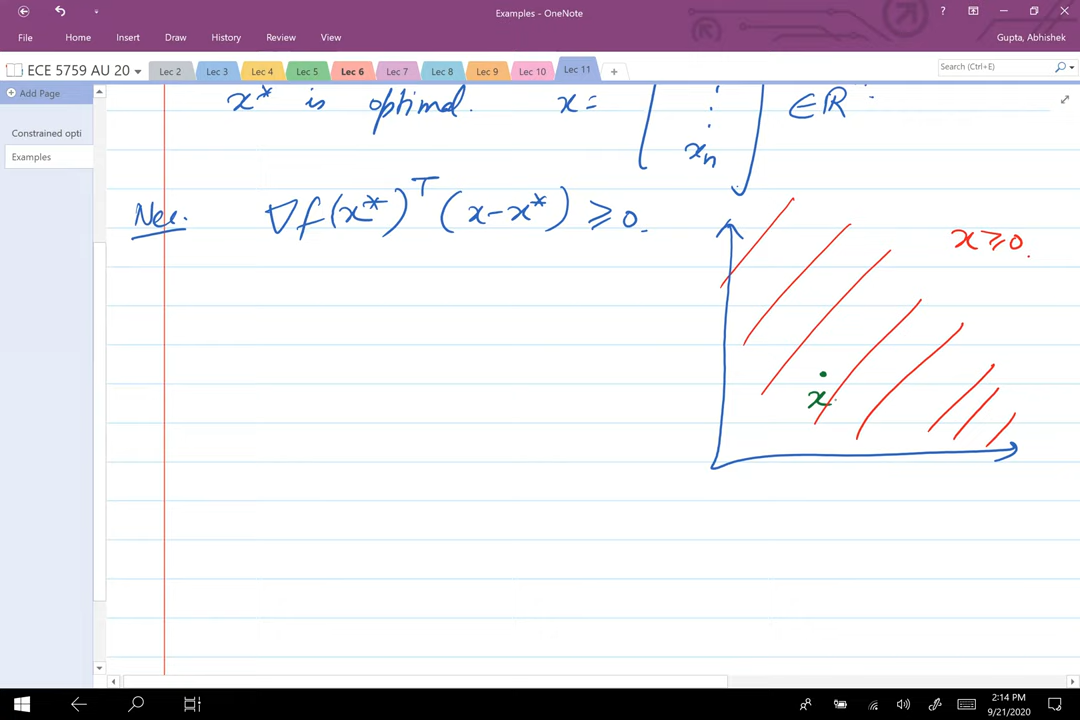 Examples - OneNote
Gupta, Abhishek
File Home Insert Draw History Review View
ECE 5759 AU 20 Lec 2 Lec 3 Lec 4 Lec 5 Lec 6 Lec 7 Lec 8 Lec 9 Lec 10 Lec 11 Search (Ctrl+E)
Add Page
Constrained opti
Examples
x* is optimal. x = [ ⋮ xₙ ] ∈ ℝ
Nec. ∇f(x*)ᵀ (x-x*) ≥ 0.
x ≥ 0.
x
2:14 PM
9/21/2020